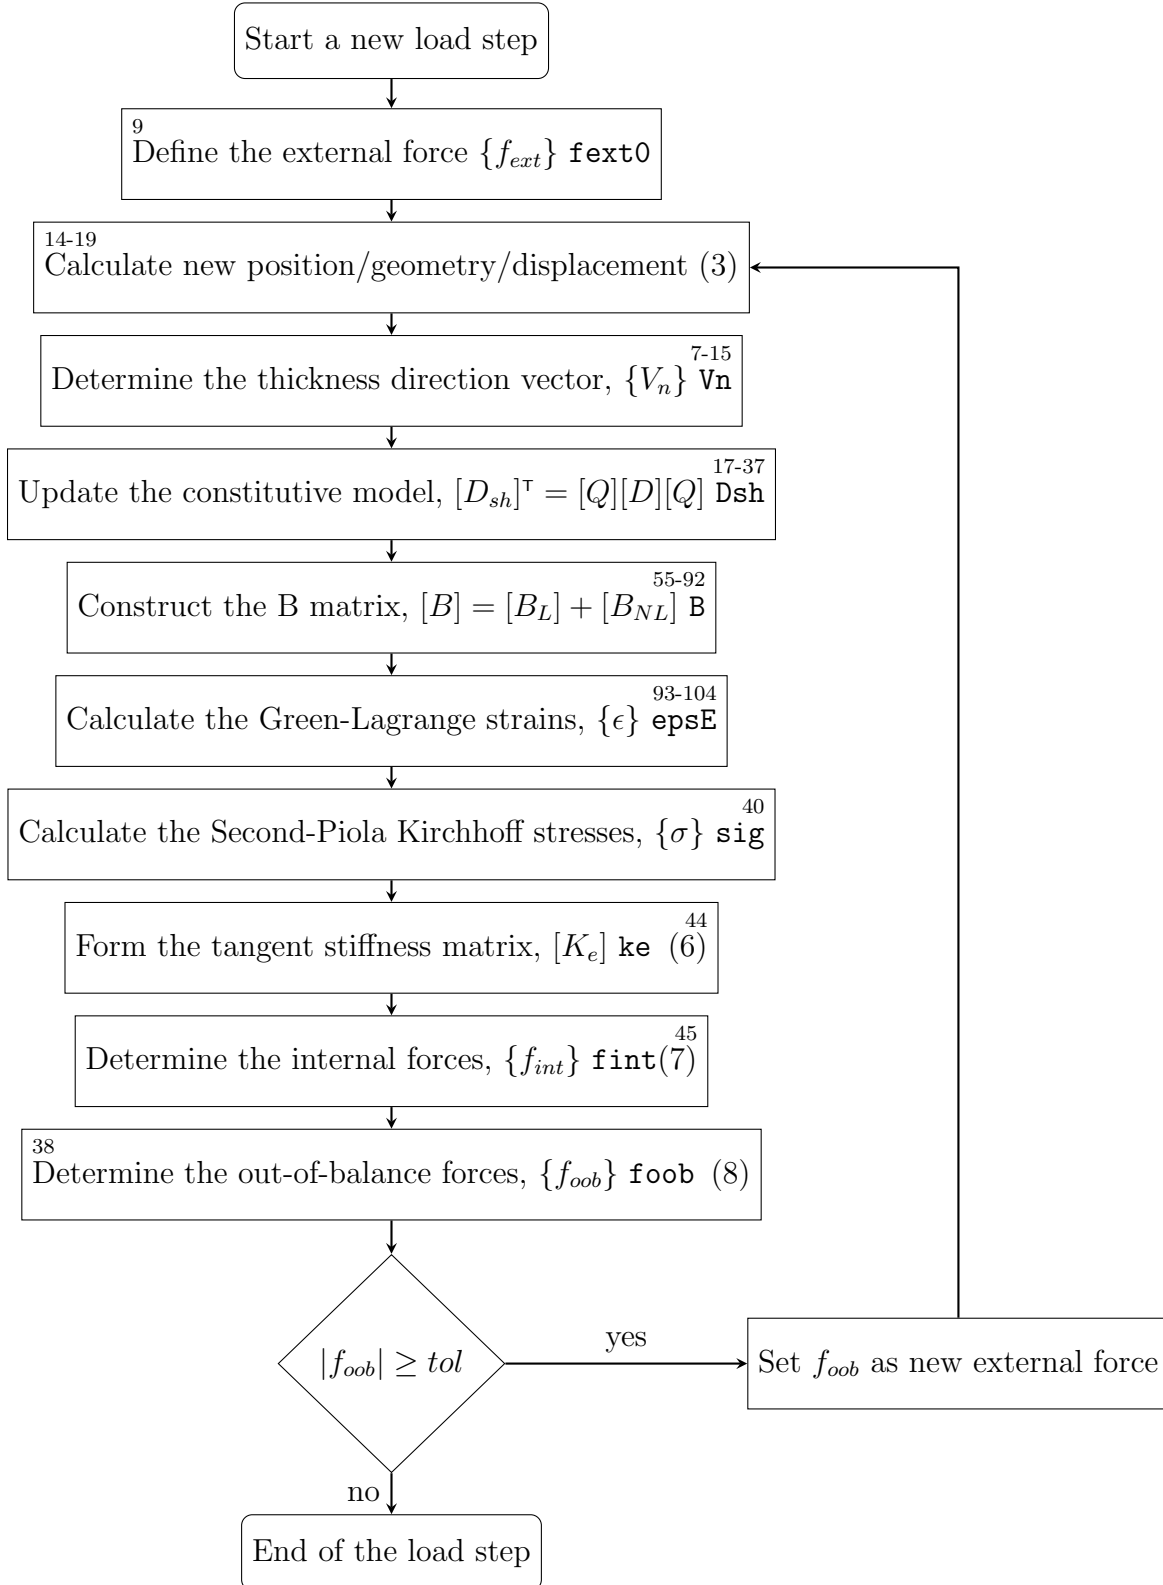 Start a new load step
9
Define the external force {f_ext} fext0
14-19
Calculate new position/geometry/displacement (3)
7-15
Determine the thickness direction vector, {V_n} Vn
17-37
Update the constitutive model, [D_sh]ᵀ = [Q][D][Q] Dsh
55-92
Construct the B matrix, [B] = [B_L] + [B_NL] B
93-104
Calculate the Green-Lagrange strains, {ϵ} epsE
40
Calculate the Second-Piola Kirchhoff stresses, {σ} sig
44
Form the tangent stiffness matrix, [K_e] ke (6)
45
Determine the internal forces, {f_int} fint(7)
38
Determine the out-of-balance forces, {f_oob} foob (8)
|f_oob| ≥ tol
yes
Set f_oob as new external force
no
End of the load step